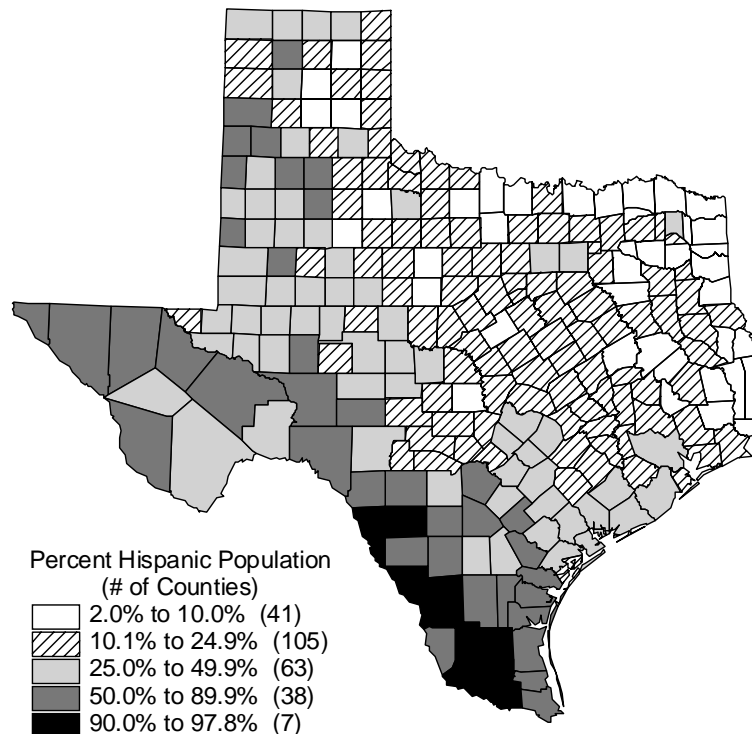 Percent Hispanic Population
(# of Counties)
2.0% to 10.0% (41)
10.1% to 24.9% (105)
25.0% to 49.9% (63)
50.0% to 89.9% (38)
90.0% to 97.8% (7)